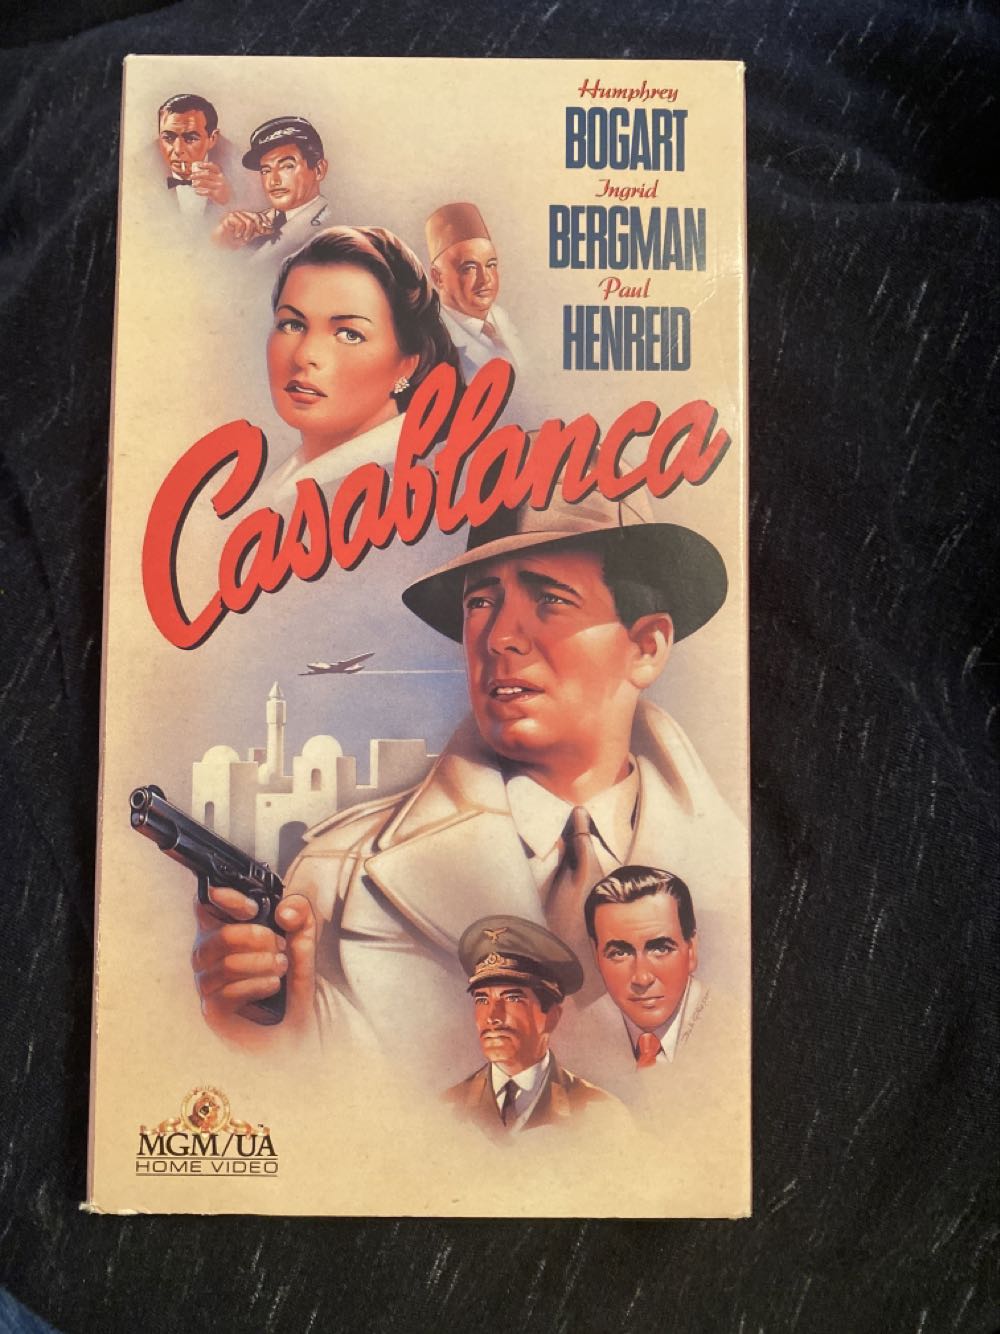 Humphrey
BOGART
Ingrid
BERGMAN
Paul
HENREID
Casablanca
MGM/UA
HOME VIDEO